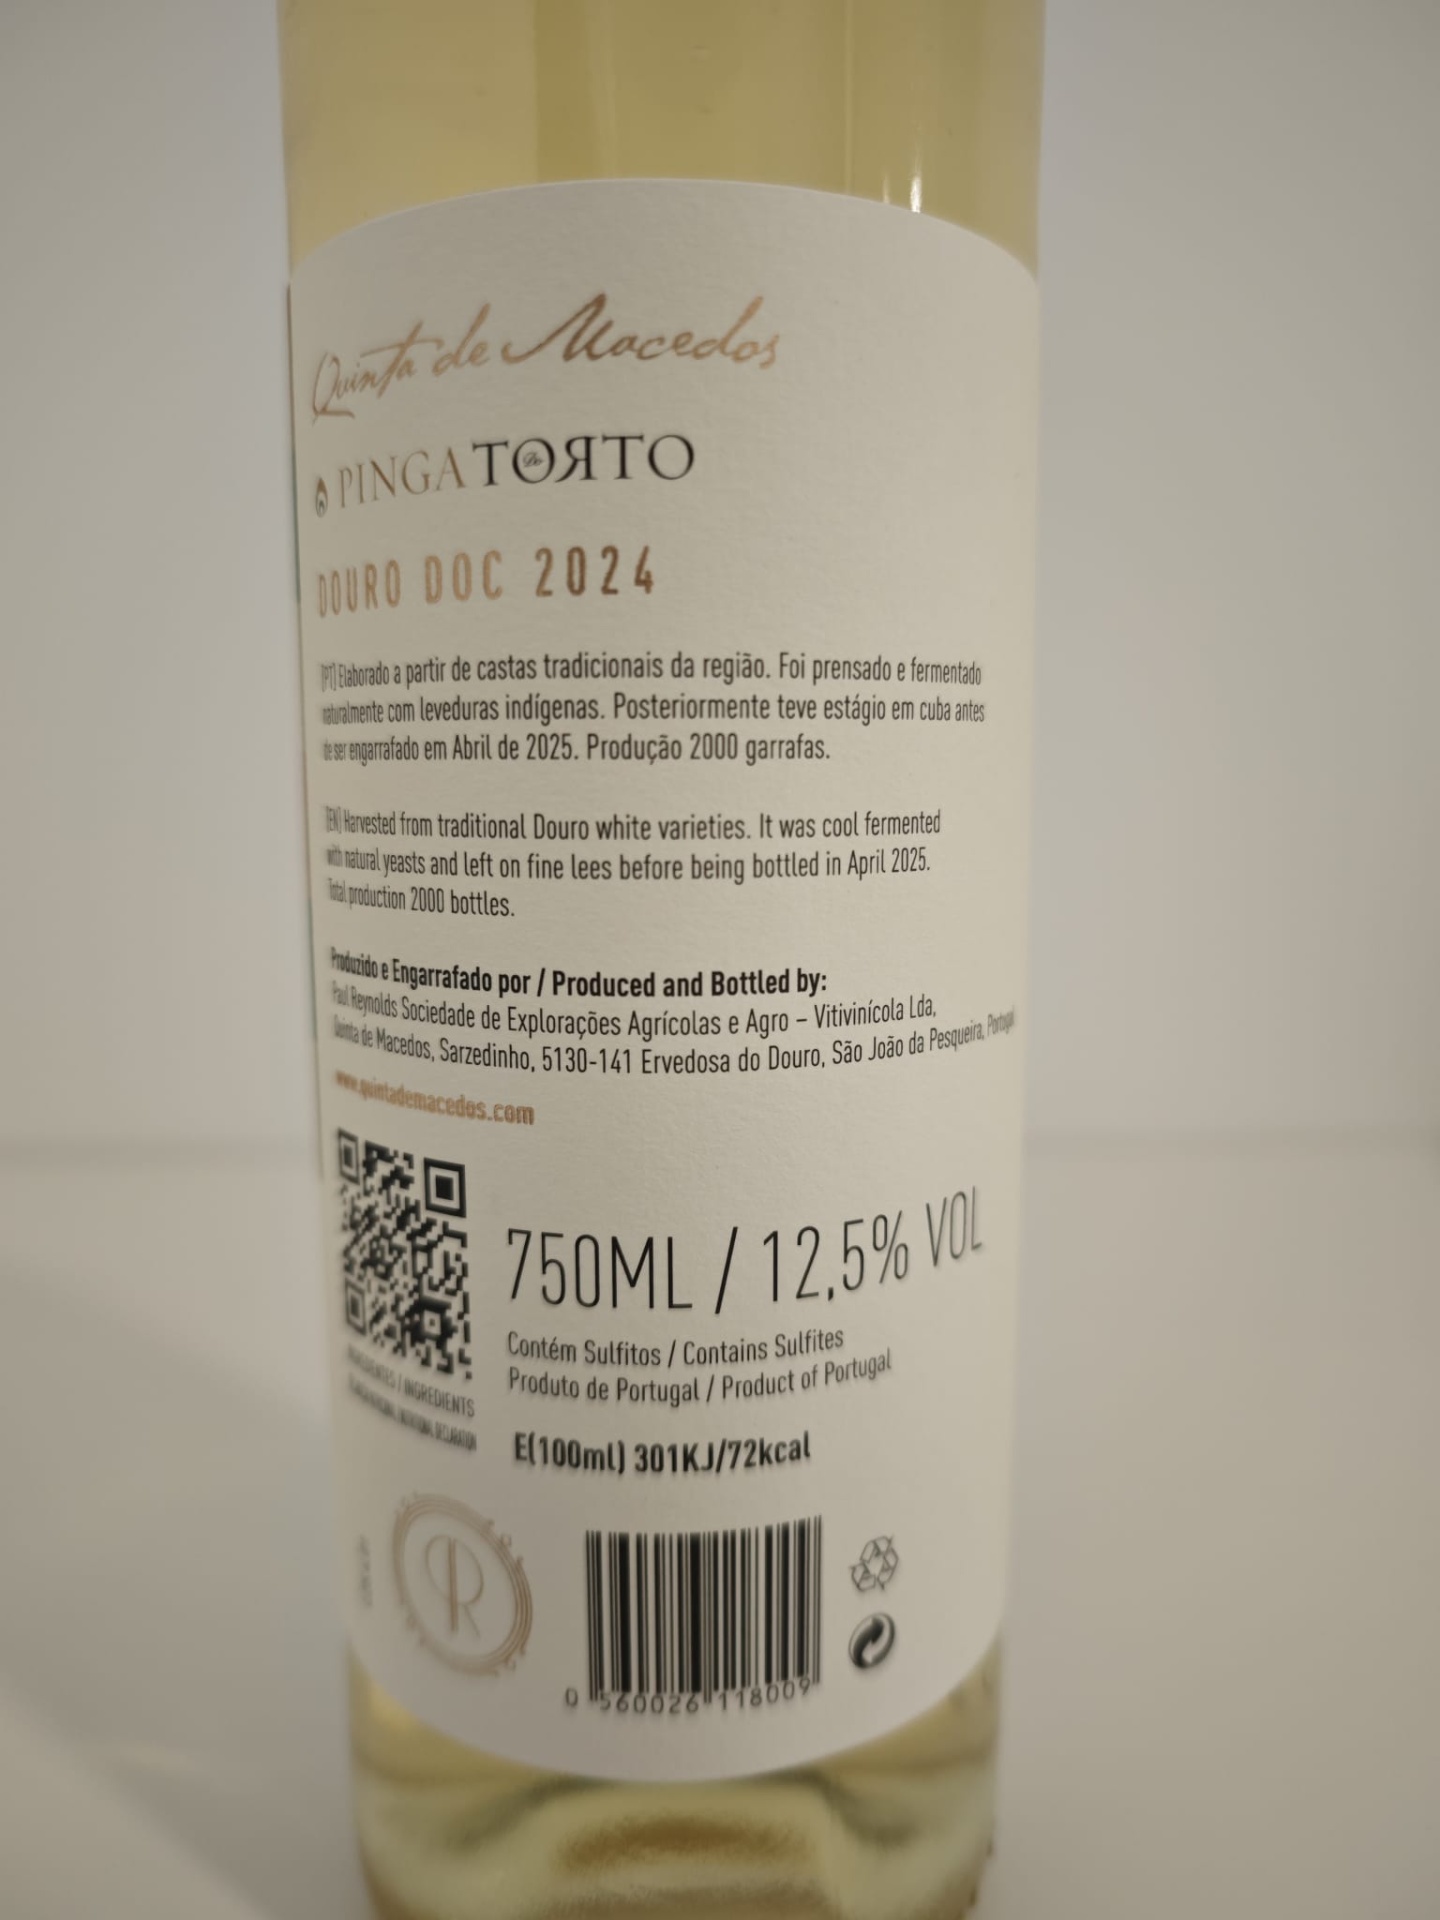 Quinta de Macedos
PINGA DO TORTO
DOURO DOC 2024
[PT] Elaborado a partir de castas tradicionais da região. Foi prensado e fermentado
naturalmente com leveduras indígenas. Posteriormente teve estágio em cuba antes
de ser engarrafado em Abril de 2025. Produção 2000 garrafas.
[EN] Harvested from traditional Douro white varieties. It was cool fermented
with natural yeasts and left on fine lees before being bottled in April 2025.
Total production 2000 bottles.
Produzido e Engarrafado por / Produced and Bottled by:
Paul Reynolds Sociedade de Explorações Agrícolas e Agro – Vitivinícola Lda,
Quinta de Macedos, Sarzedinho, 5130-141 Ervedosa do Douro, São João da Pesqueira, Portugal
www.quintademacedos.com
750ML / 12,5% VOL
Contém Sulfitos / Contains Sulfites
Produto de Portugal / Product of Portugal
INGREDIENTES / INGREDIENTS
DECLARATION
E(100ml) 301KJ/72kcal
R
0 560026 118009